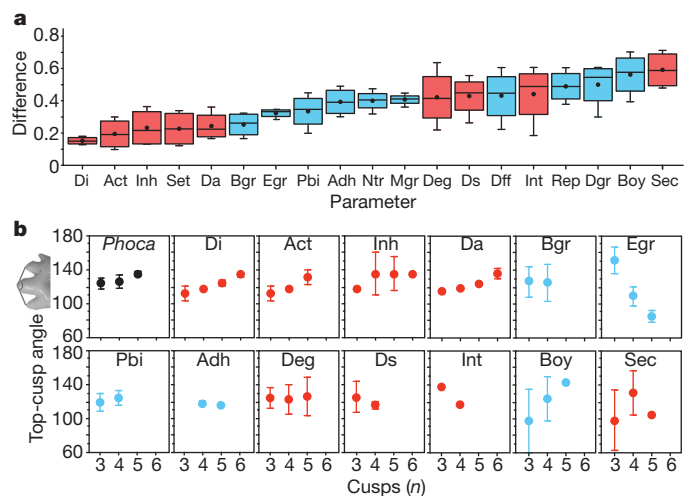 a
Difference
0.8
0.6
0.4
0.2
0
Di Act Inh Set Da Bgr Egr Pbi Adh Ntr Mgr Deg Ds Dff Int Rep Dgr Boy Sec
Parameter
b
Top-cusp angle
180
140
100
60
Phoca Di Act Inh Da Bgr Egr
140
180
100
60
Pbi Adh Deg Ds Int Boy Sec
3 4 5 6 3 4 5 6 3 4 5 6 3 4 5 6 3 4 5 6 3 4 5 6 3 4 5 6
Cusps (n)